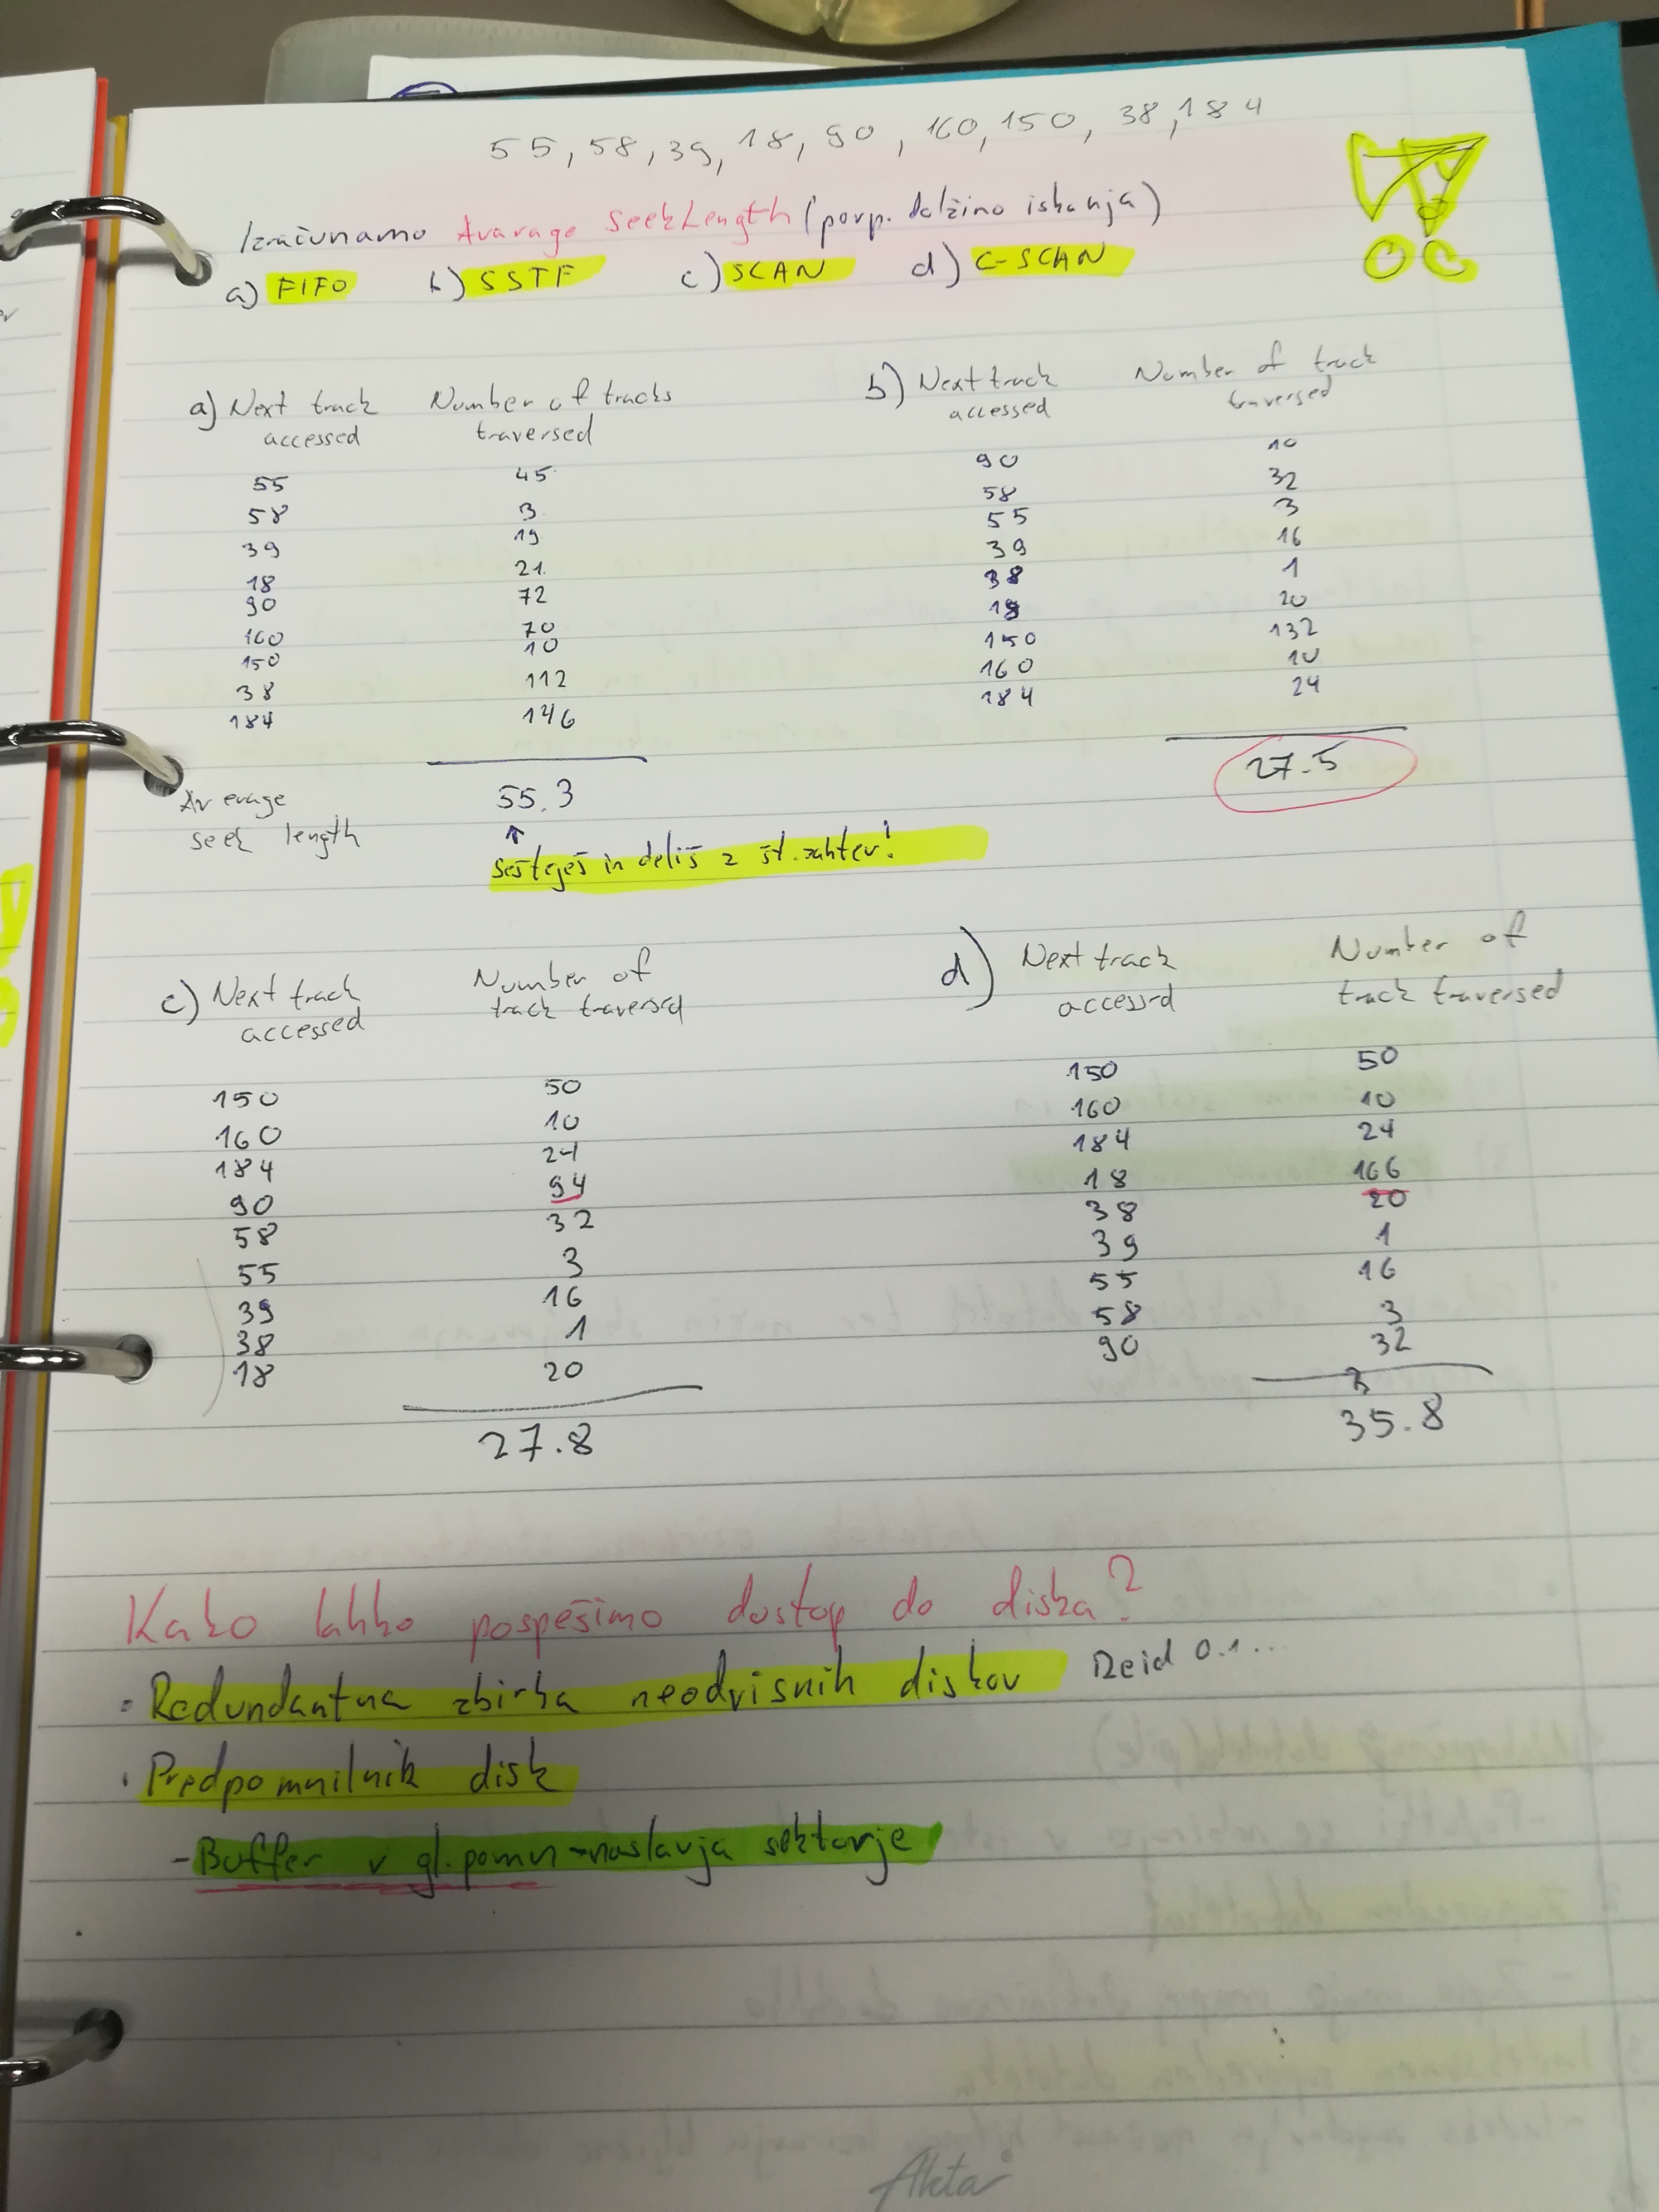 55, 58, 39, 18, 90, 160, 150, 38, 184
Izračunamo Avarage Seek Length (povp. dolžino iskanja)
a) FIFO b) SSTF c) SCAN d) C-SCAN
a) Next track accessed Number of tracks traversed
55 45
58 3
39 19
18 21
90 72
160 70
150 10
38 112
184 146
Average seek length 55.3
sešteješ in deliš z št. zahtev!
b) Next track accessed Number of track traversed
90 10
58 32
55 3
39 16
38 1
18 20
150 132
160 10
184 24
27.5
c) Next track accessed Number of track traversed
150 50
160 10
184 24
90 94
58 32
55 3
39 16
38 1
18 20
27.8
d) Next track accessd Number of track traversed
150 50
160 10
184 24
18 166
38 20
39 1
55 16
58 3
90 32
35.8
Kako lahko pospešimo dostop do diska?
• Redundantna zbirka neodvisnih diskov Reid 0.1...
• Predpomnilnik disk
- Buffer v gl. pomn - naslavja sektorje
Akta